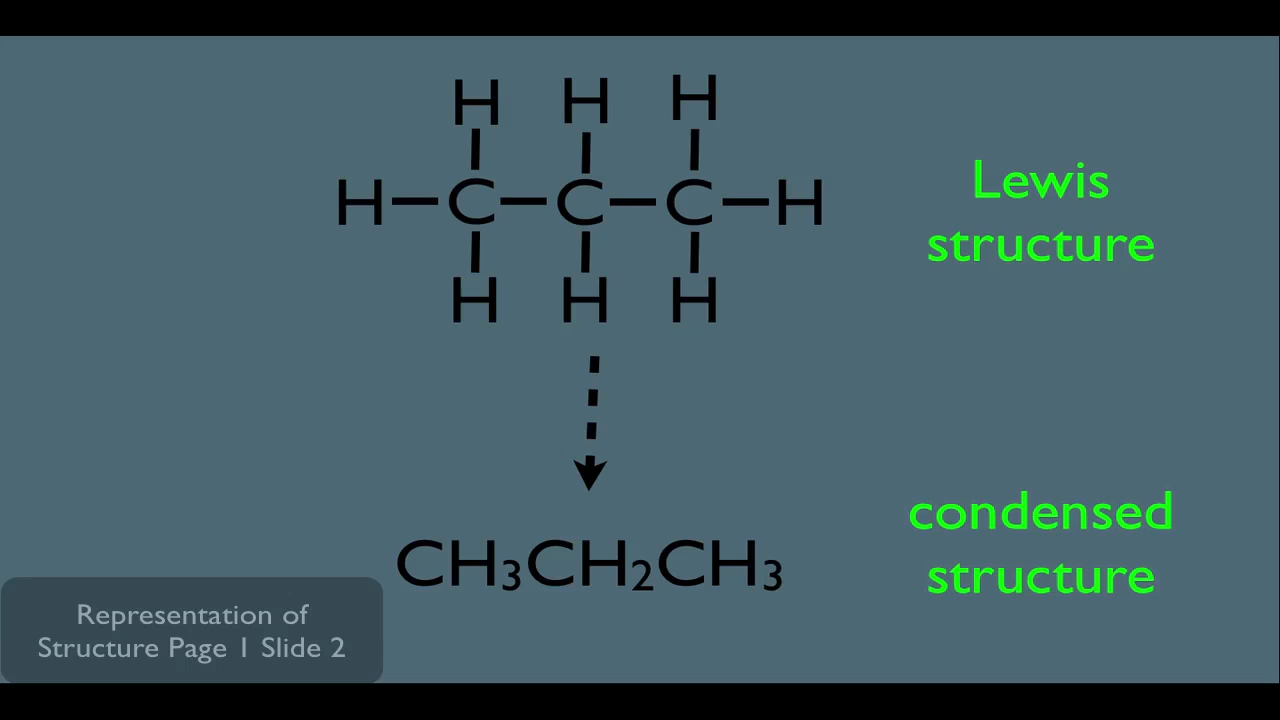 H H H
H—C—C—C—H
H H H
Lewis
structure
CH₃CH₂CH₃
condensed
structure
Representation of
Structure Page 1 Slide 2